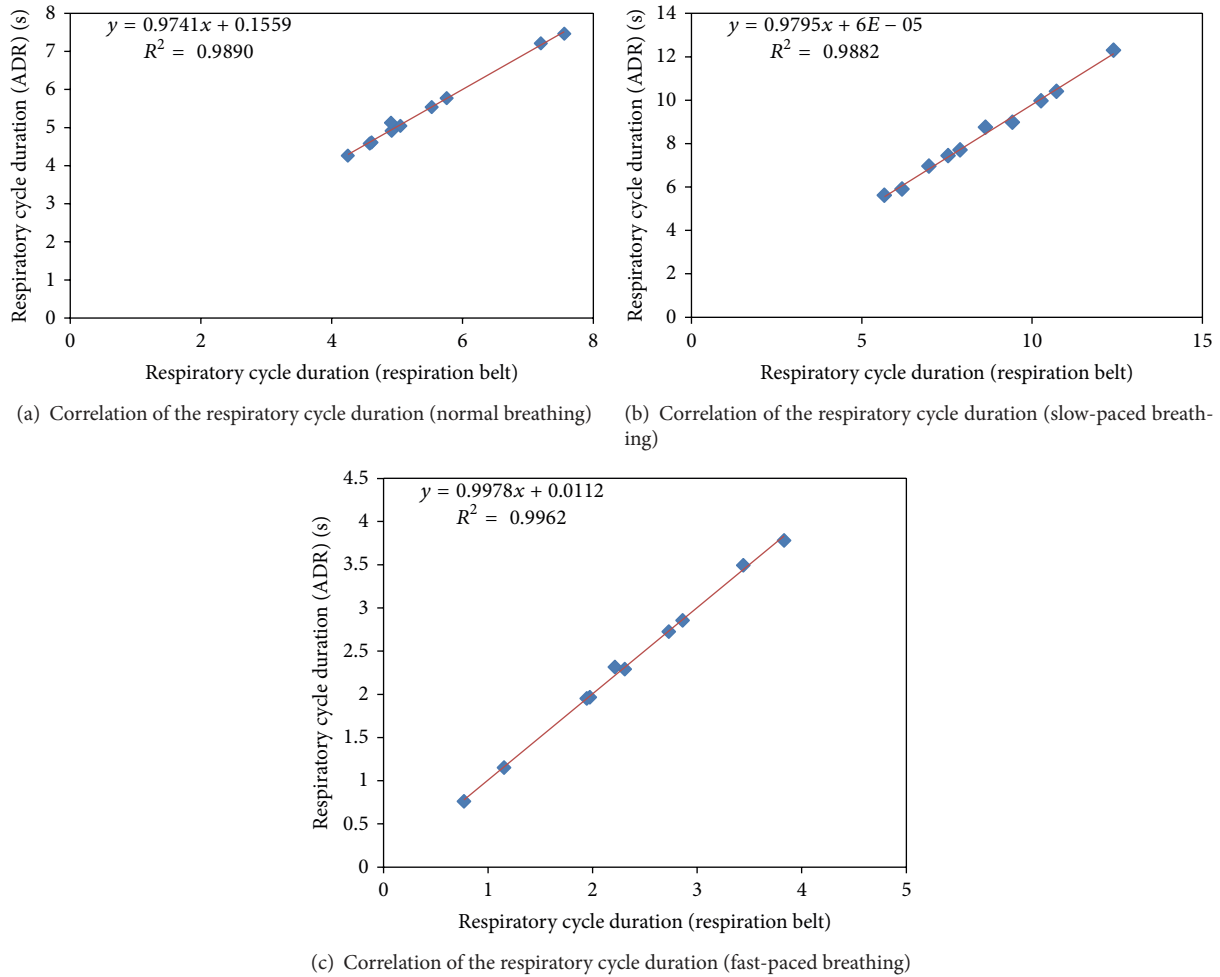 y = 0.9741x + 0.1559
R² = 0.9890
Respiratory cycle duration (ADR) (s)
8
7
6
5
4
3
2
1
0
0 2 4 6 8
Respiratory cycle duration (respiration belt)
(a) Correlation of the respiratory cycle duration (normal breathing)
y = 0.9795x + 6E − 05
R² = 0.9882
Respiratory cycle duration (ADR) (s)
14
12
10
8
6
4
2
0
0 5 10 15
Respiratory cycle duration (respiration belt)
(b) Correlation of the respiratory cycle duration (slow-paced breath-
ing)
y = 0.9978x + 0.0112
R² = 0.9962
Respiratory cycle duration (ADR) (s)
4.5
4
3.5
3
2.5
2
1.5
1
0.5
0
0 1 2 3 4 5
Respiratory cycle duration (respiration belt)
(c) Correlation of the respiratory cycle duration (fast-paced breathing)